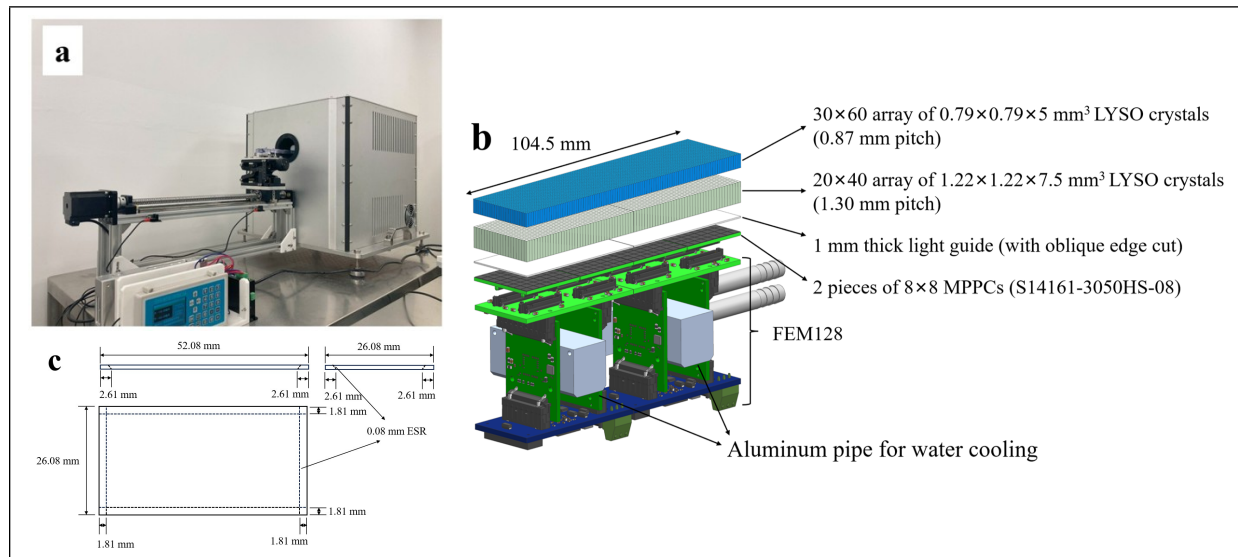 a
b
104.5 mm
30×60 array of 0.79×0.79×5 mm³ LYSO crystals
(0.87 mm pitch)
20×40 array of 1.22×1.22×7.5 mm³ LYSO crystals
(1.30 mm pitch)
1 mm thick light guide (with oblique edge cut)
2 pieces of 8×8 MPPCs (S14161-3050HS-08)
FEM128
Aluminum pipe for water cooling
c
52.08 mm
26.08 mm
2.61 mm
2.61 mm
2.61 mm
2.61 mm
1.81 mm
0.08 mm ESR
26.08 mm
1.81 mm
1.81 mm
1.81 mm